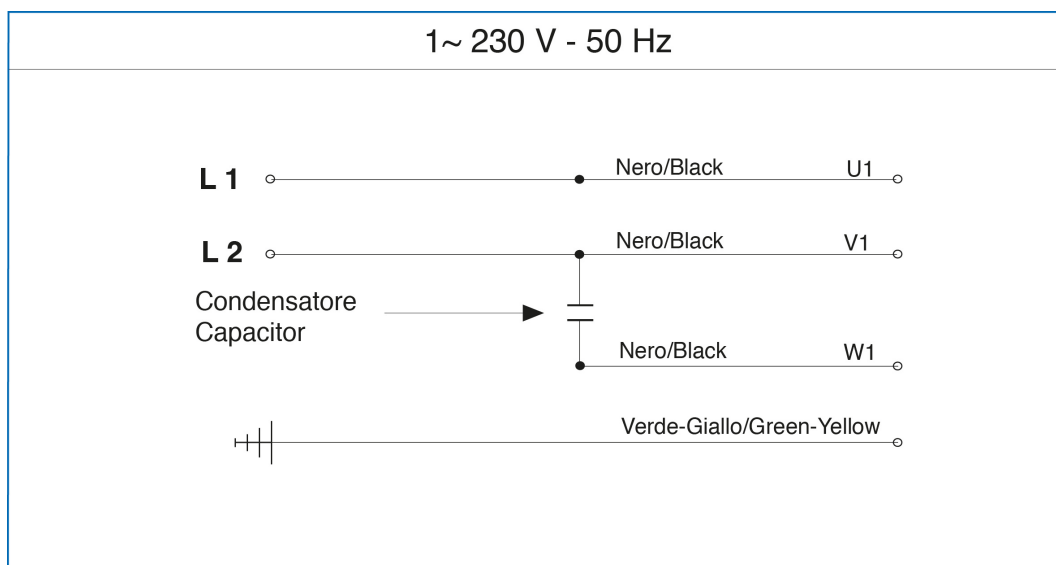 1~ 230 V - 50 Hz
L 1
Nero/Black
U1
L 2
Nero/Black
V1
Condensatore
Capacitor
Nero/Black
W1
Verde-Giallo/Green-Yellow